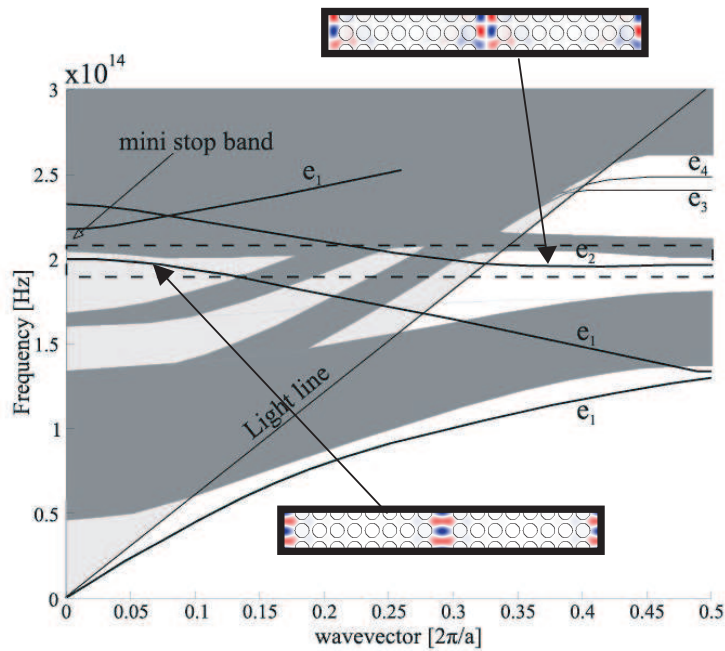 x10^14
3
mini stop band
e₁
2.5
e₄
e₃
2
e₂
Frequency [Hz]
1.5
e₁
Light line
1
e₁
0.5
0
0
0.05
0.1
0.15
0.2
0.25
0.3
0.35
0.4
0.45
0.5
wavevector [2π/a]